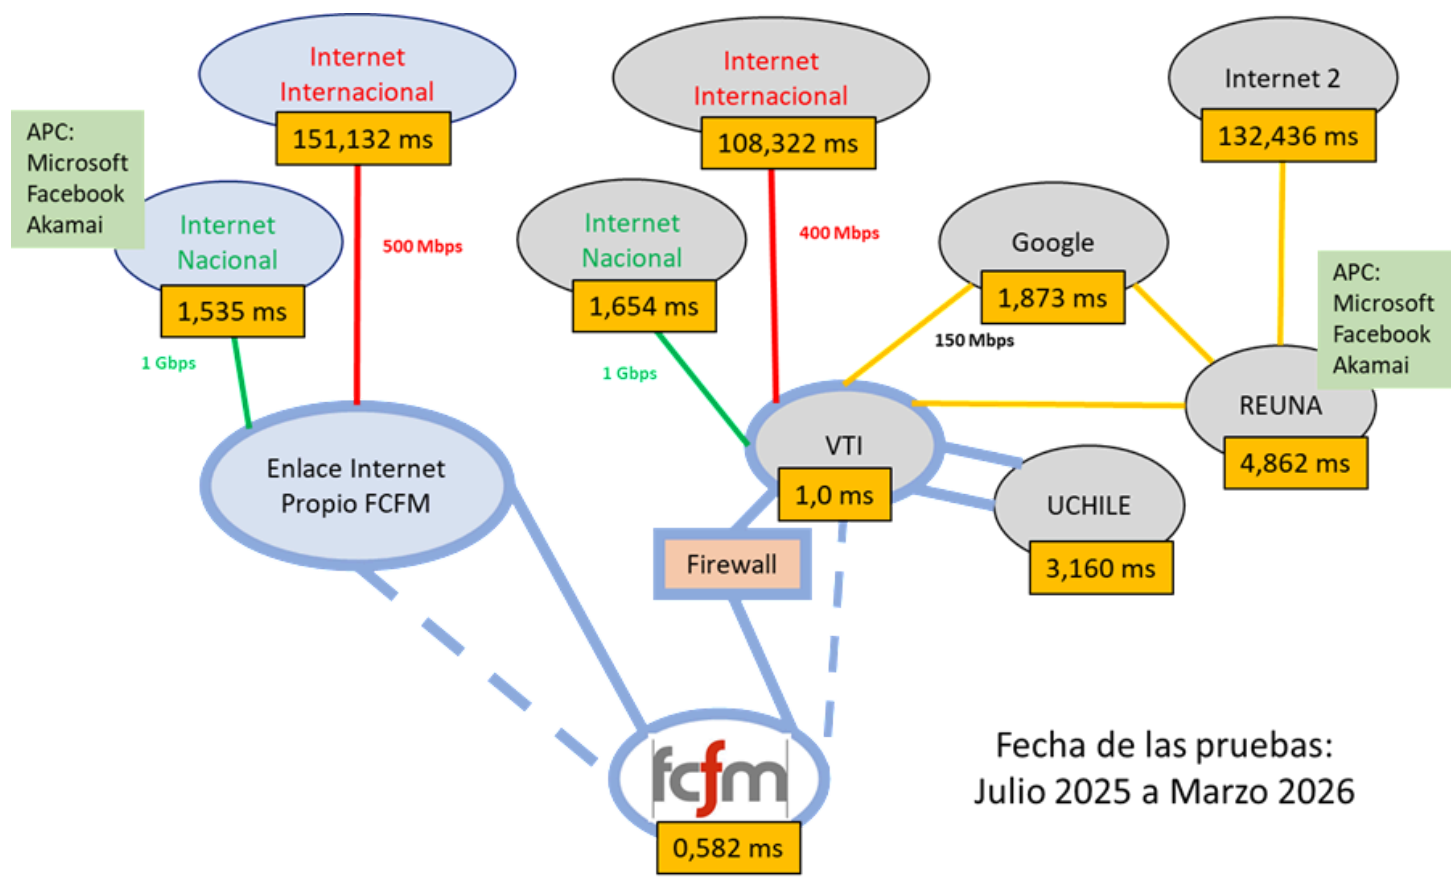 Internet
Internacional
151,132 ms
Internet
Internacional
108,322 ms
Internet 2
132,436 ms
APC:
Microsoft
Facebook
Akamai
Internet
Nacional
1,535 ms
500 Mbps
Internet
Nacional
1,654 ms
400 Mbps
Google
1,873 ms
APC:
Microsoft
Facebook
Akamai
1 Gbps
1 Gbps
150 Mbps
REUNA
4,862 ms
Enlace Internet
Propio FCFM
VTI
1,0 ms
UCHILE
3,160 ms
Firewall
fcfm
0,582 ms
Fecha de las pruebas:
Julio 2025 a Marzo 2026